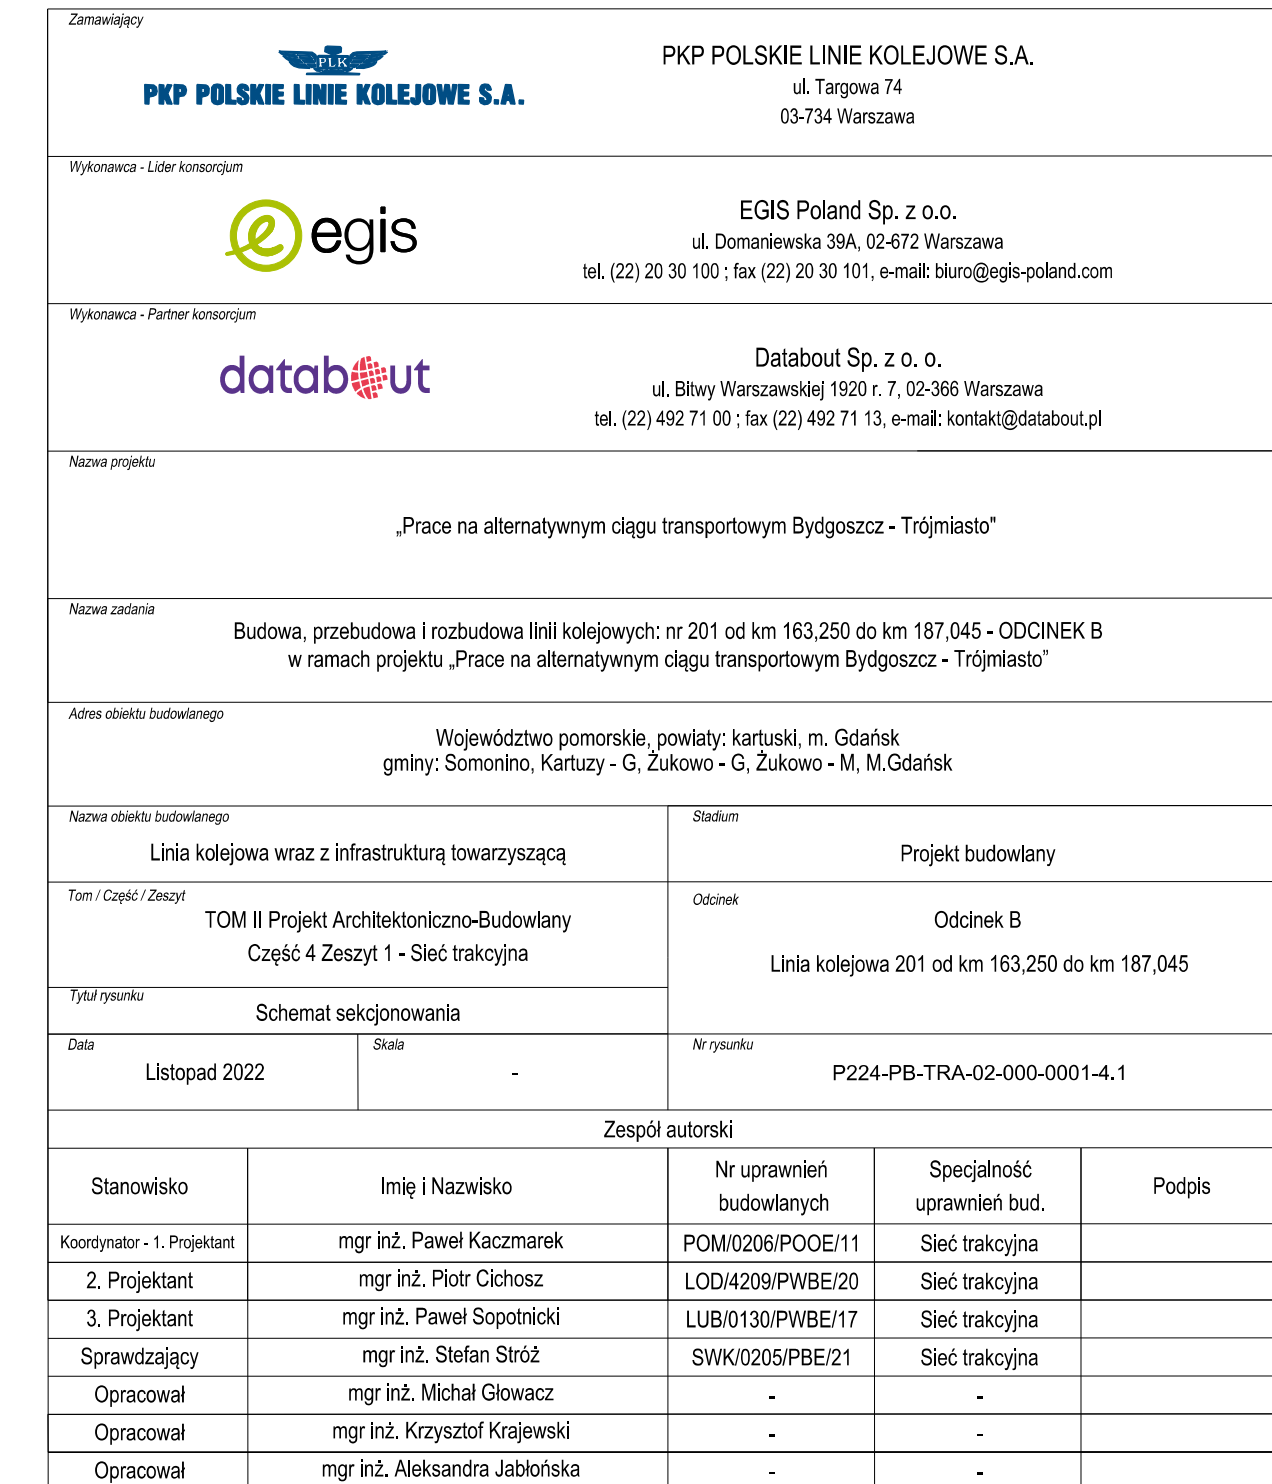 Zamawiający
PLK
PKP POLSKIE LINIE KOLEJOWE S.A.
PKP POLSKIE LINIE KOLEJOWE S.A.
ul. Targowa 74
03-734 Warszawa
Wykonawca - Lider konsorcjum
e egis
EGIS Poland Sp. z o.o.
ul. Domaniewska 39A, 02-672 Warszawa
tel. (22) 20 30 100 ; fax (22) 20 30 101, e-mail: biuro@egis-poland.com
Wykonawca - Partner konsorcjum
databout
Databout Sp. z o. o.
ul. Bitwy Warszawskiej 1920 r. 7, 02-366 Warszawa
tel. (22) 492 71 00 ; fax (22) 492 71 13, e-mail: kontakt@databout.pl
Nazwa projektu
„Prace na alternatywnym ciągu transportowym Bydgoszcz - Trójmiasto"
Nazwa zadania
Budowa, przebudowa i rozbudowa linii kolejowych: nr 201 od km 163,250 do km 187,045 - ODCINEK B
w ramach projektu „Prace na alternatywnym ciągu transportowym Bydgoszcz - Trójmiasto”
Adres obiektu budowlanego
Województwo pomorskie, powiaty: kartuski, m. Gdańsk
gminy: Somonino, Kartuzy - G, Żukowo - G, Żukowo - M, M.Gdańsk
Nazwa obiektu budowlanego
Linia kolejowa wraz z infrastrukturą towarzyszącą
Stadium
Projekt budowlany
Tom / Część / Zeszyt
TOM II Projekt Architektoniczno-Budowlany
Część 4 Zeszyt 1 - Sieć trakcyjna
Odcinek
Odcinek B
Linia kolejowa 201 od km 163,250 do km 187,045
Tytuł rysunku
Schemat sekcjonowania
Data
Listopad 2022
Skala
-
Nr rysunku
P224-PB-TRA-02-000-0001-4.1
Zespół autorski
Stanowisko Imię i Nazwisko Nr uprawnień budowlanych Specjalność uprawnień bud. Podpis
Koordynator - 1. Projektant mgr inż. Paweł Kaczmarek POM/0206/POOE/11 Sieć trakcyjna
2. Projektant mgr inż. Piotr Cichosz LOD/4209/PWBE/20 Sieć trakcyjna
3. Projektant mgr inż. Paweł Sopotnicki LUB/0130/PWBE/17 Sieć trakcyjna
Sprawdzający mgr inż. Stefan Stróż SWK/0205/PBE/21 Sieć trakcyjna
Opracował mgr inż. Michał Głowacz - -
Opracował mgr inż. Krzysztof Krajewski - -
Opracował mgr inż. Aleksandra Jabłońska - -